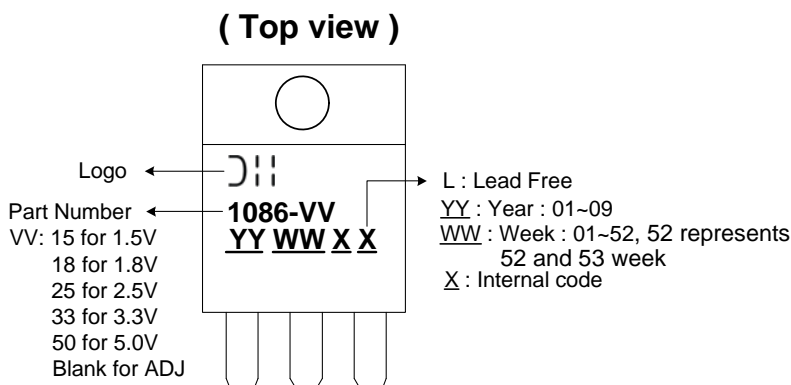 ( Top view )
Logo
Part Number
VV: 15 for 1.5V
18 for 1.8V
25 for 2.5V
33 for 3.3V
50 for 5.0V
Blank for ADJ
1086-VV
YY WW X X
L : Lead Free
YY : Year : 01~09
WW : Week : 01~52, 52 represents
52 and 53 week
X : Internal code